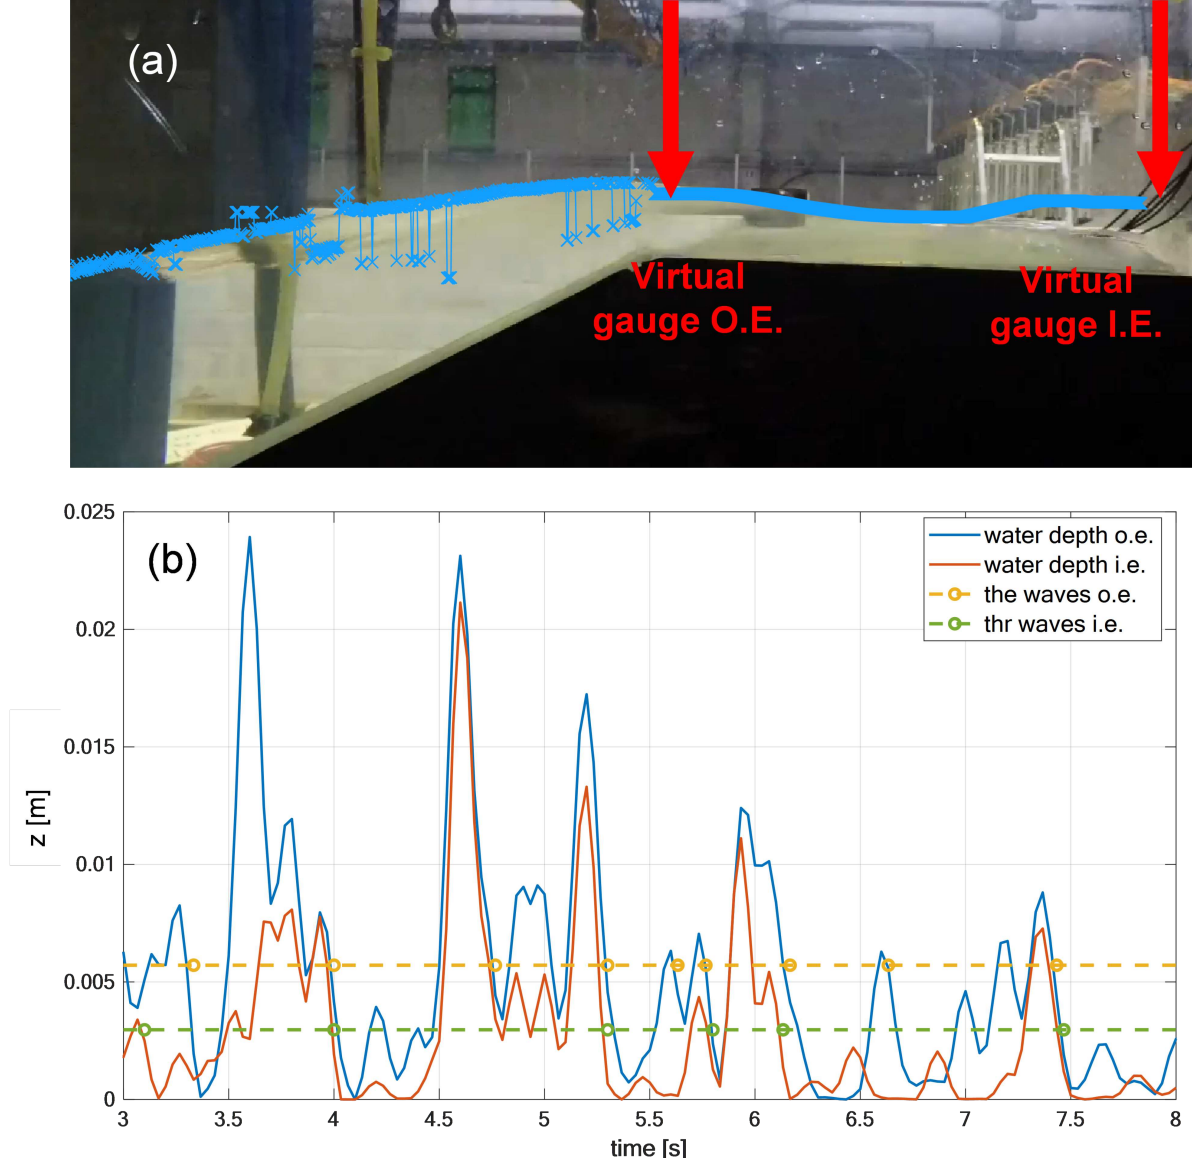 (a)
Virtual
gauge O.E.
Virtual
gauge I.E.
(b)
water depth o.e.
water depth i.e.
the waves o.e.
thr waves i.e.
0.025
0.02
0.015
0.01
0.005
0
z [m]
3 3.5 4 4.5 5 5.5 6 6.5 7 7.5 8
time [s]